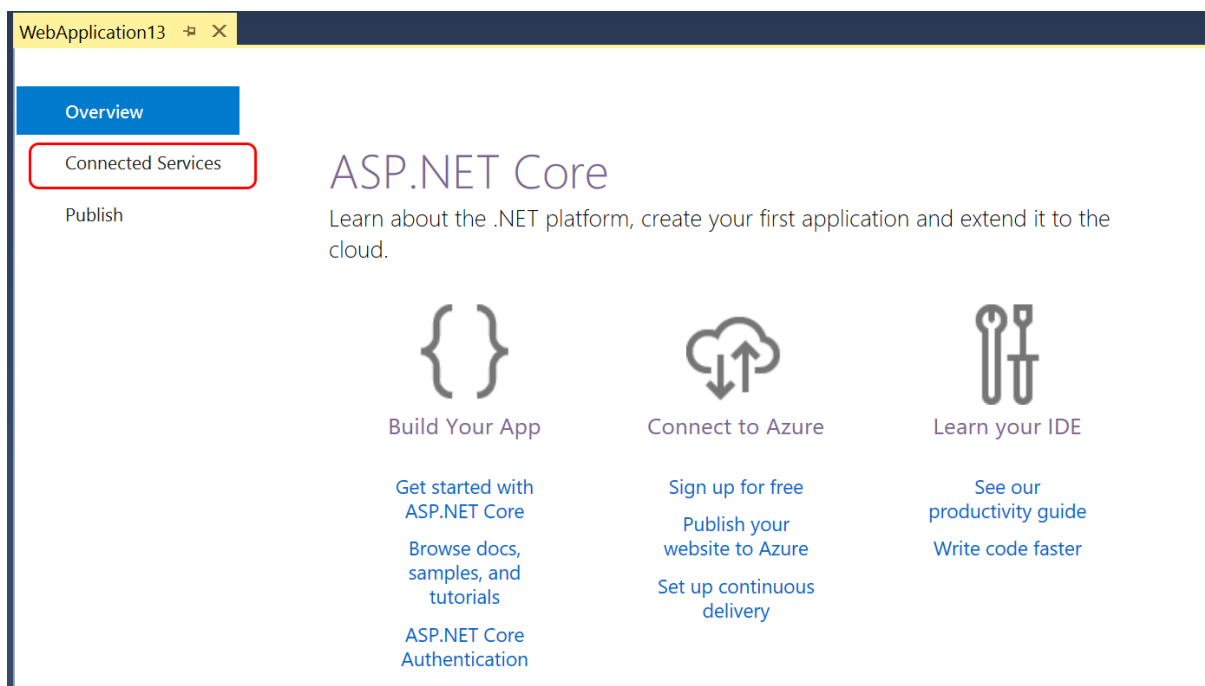 WebApplication13
Overview
Connected Services
Publish
ASP.NET Core
Learn about the .NET platform, create your first application and extend it to the
cloud.
Build Your App
Get started with
ASP.NET Core
Browse docs,
samples, and
tutorials
ASP.NET Core
Authentication
Connect to Azure
Sign up for free
Publish your
website to Azure
Set up continuous
delivery
Learn your IDE
See our
productivity guide
Write code faster